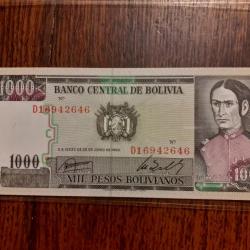 1000
BANCO CENTRAL DE BOLIVIA
Nº
D16942646
Nº
D16942646
1000
MIL PESOS BOLIVIANOS